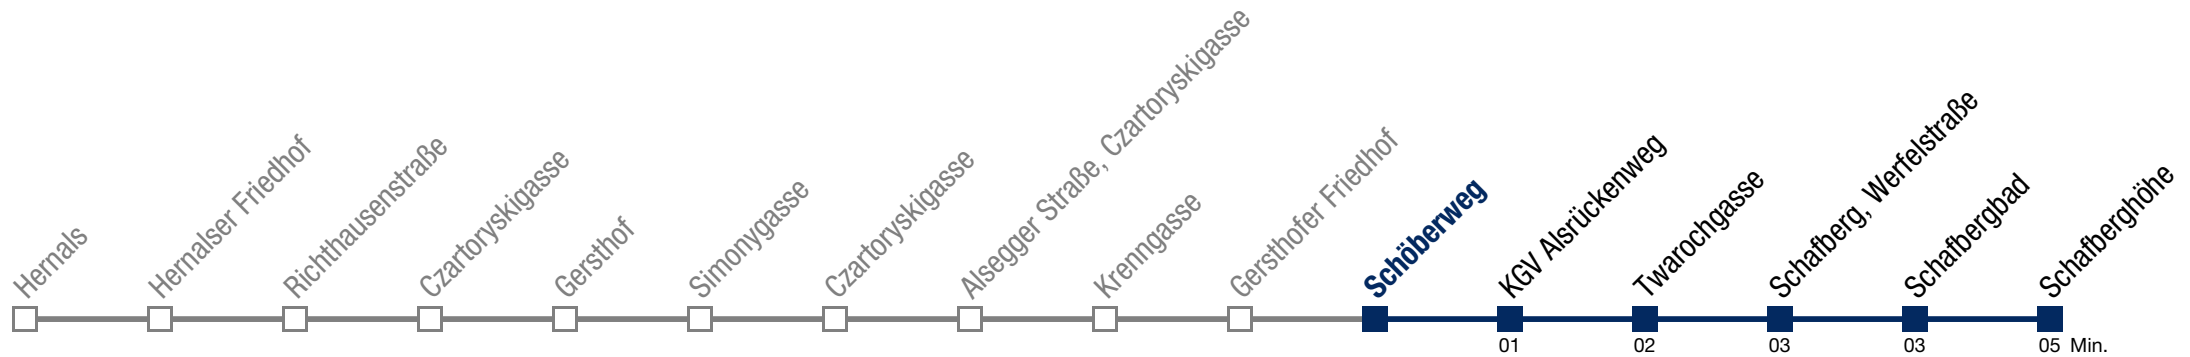 Hernals
Hernalser Friedhof
Richthausenstraße
Czartoryskigasse
Gersthof
Simonygasse
Czartoryskigasse
Alsegger Straße, Czartoryskigasse
Krenngasse
Gersthofer Friedhof
Schöberweg
KGV Alsrückenweg
Twarochgasse
Schafberg, Werfelstraße
Schafbergbad
Schafberghöhe
01 02 03 03 05 Min.